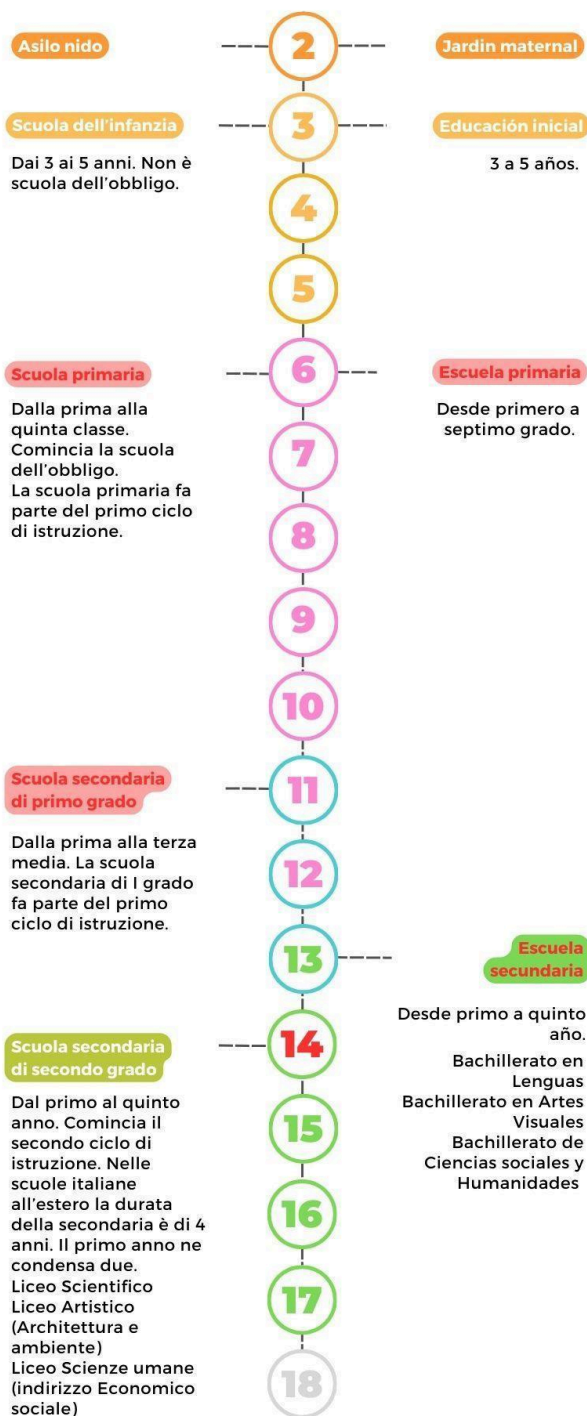 Asilo nido
2
Jardin maternal
Scuola dell'infanzia
3
Educación inicial
Dai 3 ai 5 anni. Non è
scuola dell'obbligo.
3 a 5 años.
4
5
Scuola primaria
6
Escuela primaria
Dalla prima alla
quinta classe.
Comincia la scuola
dell'obbligo.
La scuola primaria fa
parte del primo ciclo
di istruzione.
Desde primero a
septimo grado.
7
8
9
10
Scuola secondaria
di primo grado
11
Dalla prima alla terza
media. La scuola
secondaria di I grado
fa parte del primo
ciclo di istruzione.
12
13
Escuela
secundaria
Desde primo a quinto
año.
Bachillerato en
Lenguas
Bachillerato en Artes
Visuales
Bachillerato de
Ciencias sociales y
Humanidades
Scuola secondaria
di secondo grado
14
Dal primo al quinto
anno. Comincia il
secondo ciclo di
istruzione. Nelle
scuole italiane
all'estero la durata
della secondaria è di 4
anni. Il primo anno ne
condensa due.
Liceo Scientifico
Liceo Artistico
(Architettura e
ambiente)
Liceo Scienze umane
(indirizzo Economico
sociale)
15
16
17
18